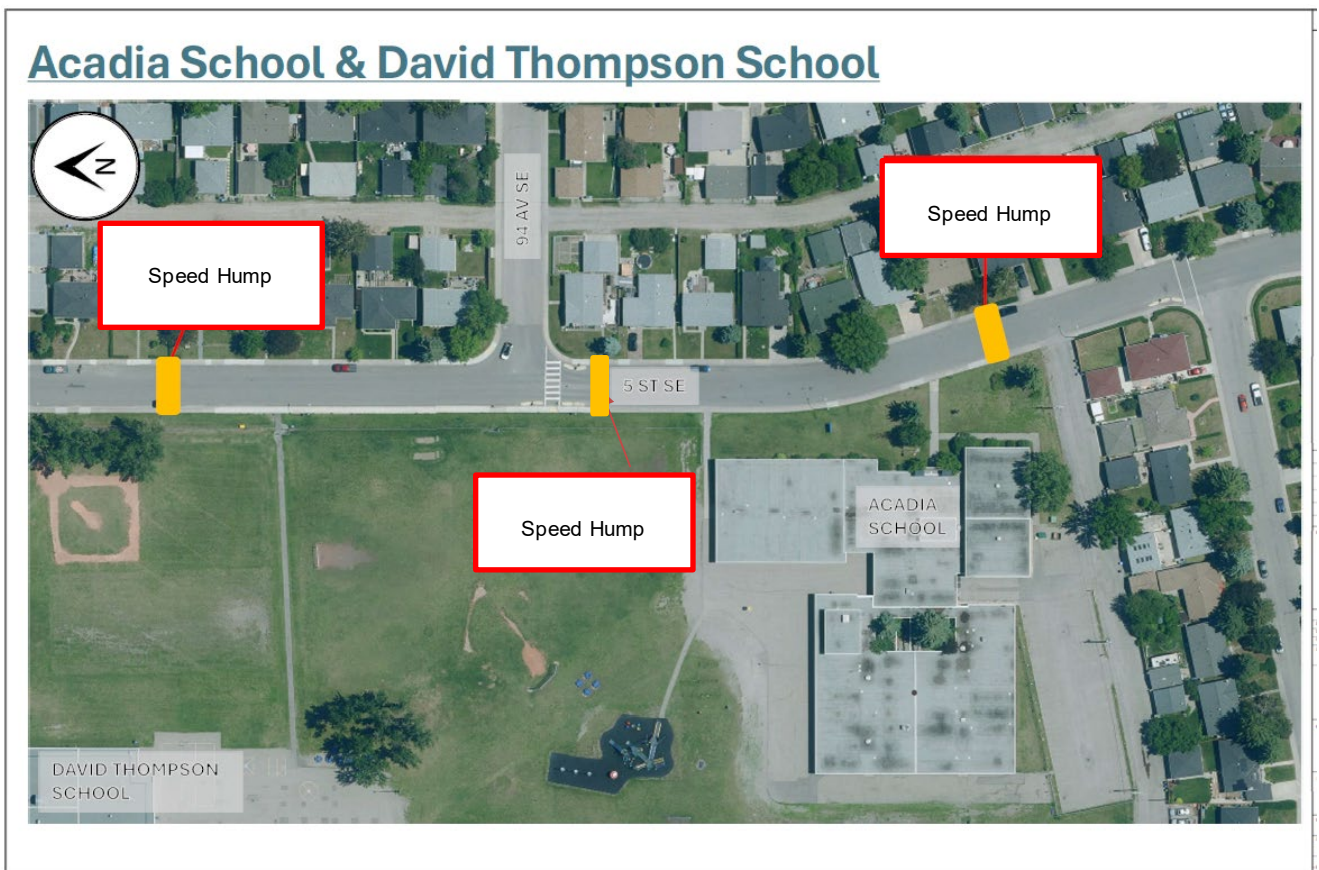 Acadia School & David Thompson School
N
94 AV SE
Speed Hump
Speed Hump
5 ST SE
Speed Hump
ACADIA
SCHOOL
DAVID THOMPSON
SCHOOL